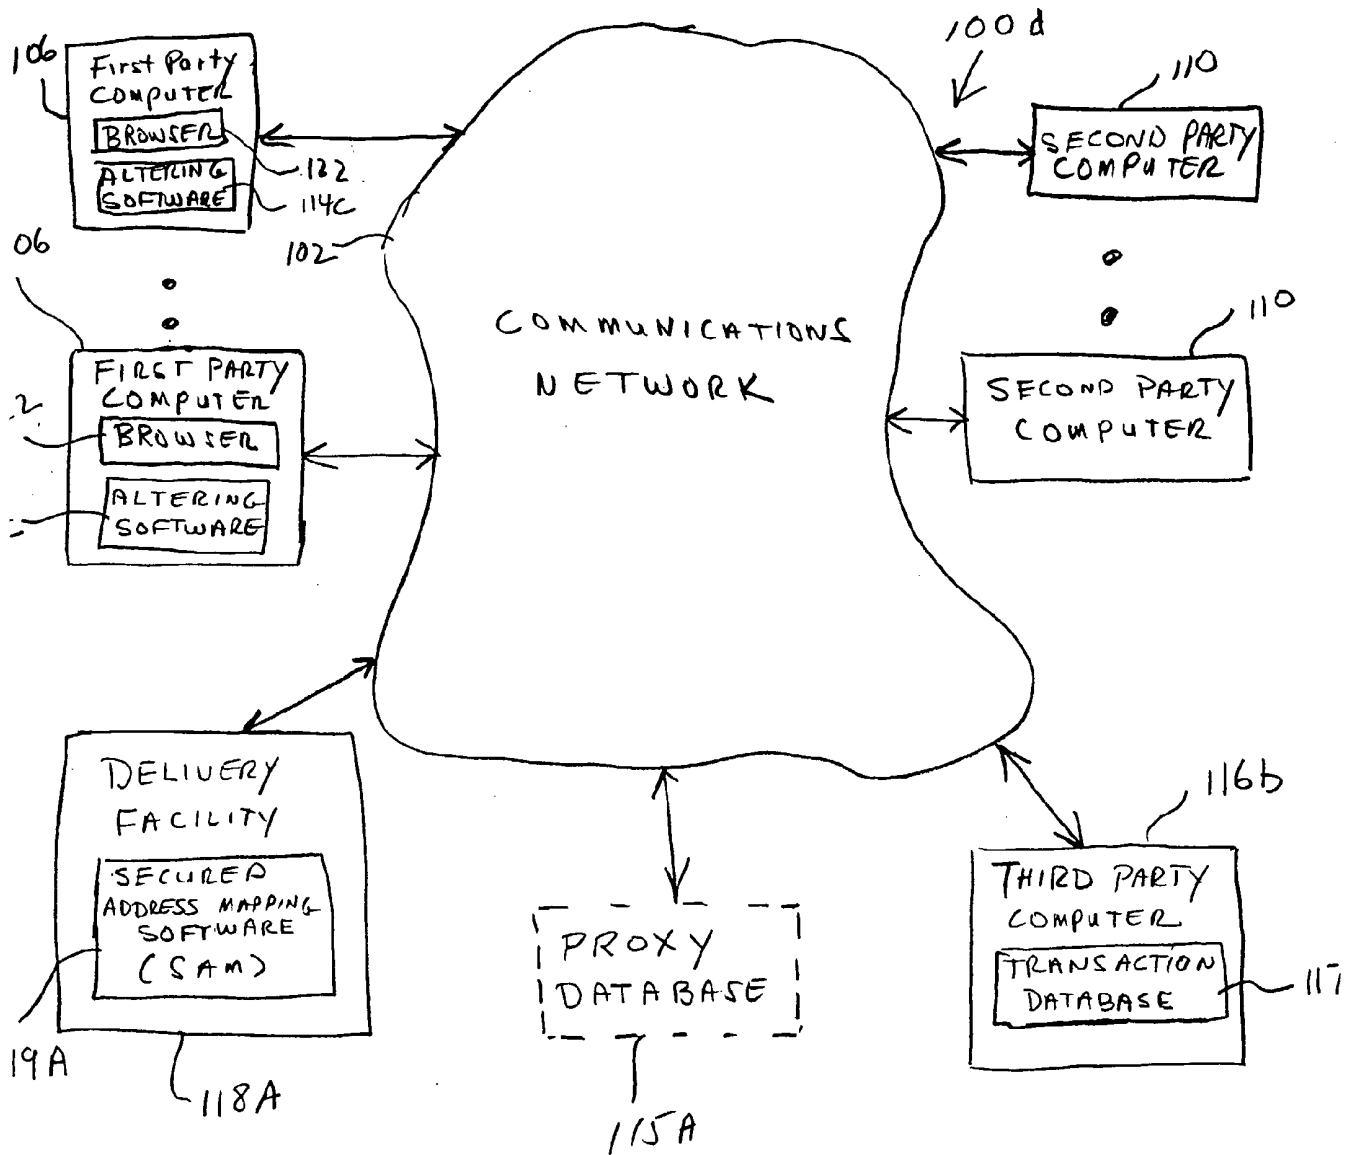 100d
106
First Party
COMPUTER
BROWSER
122
ALTERING
SOFTWARE
114c
102
110
SECOND PARTY
COMPUTER
06
FIRST PARTY
COMPUTER
2
BROWSER
ALTERING
SOFTWARE
COMMUNICATIONS
NETWORK
110
SECOND PARTY
COMPUTER
DELIVERY
FACILITY
SECURED
ADDRESS MAPPING
SOFTWARE
(SAM)
19A
118A
PROXY
DATABASE
115A
116b
THIRD PARTY
COMPUTER
TRANSACTION
DATABASE
117